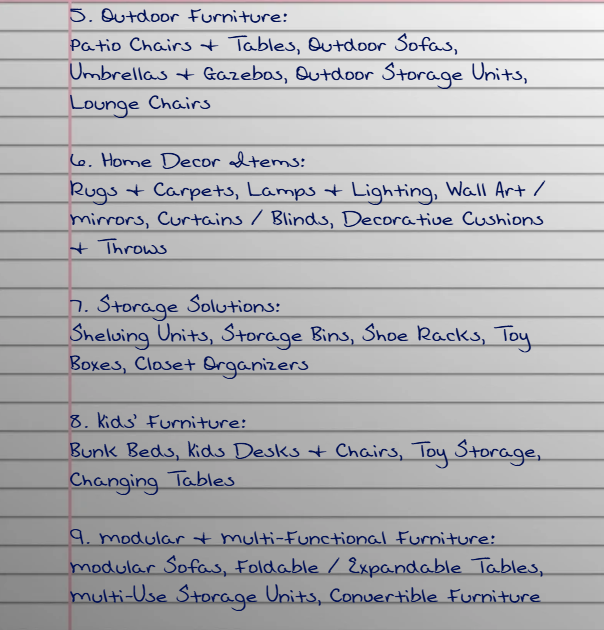 5. Outdoor Furniture:
Patio Chairs + Tables, Outdoor Sofas,
Umbrellas + Gazebos, Outdoor Storage Units,
Lounge Chairs
6. Home Decor Items:
Rugs + Carpets, Lamps + Lighting, Wall Art /
Mirrors, Curtains / Blinds, Decorative Cushions
+ Throws
7. Storage Solutions:
Shelving Units, Storage Bins, Shoe Racks, Toy
Boxes, Closet Organizers
8. Kids' Furniture:
Bunk Beds, Kids Desks + Chairs, Toy Storage,
Changing Tables
9. Modular + Multi-Functional Furniture:
Modular Sofas, Foldable / Expandable Tables,
Multi-Use Storage Units, Convertible Furniture